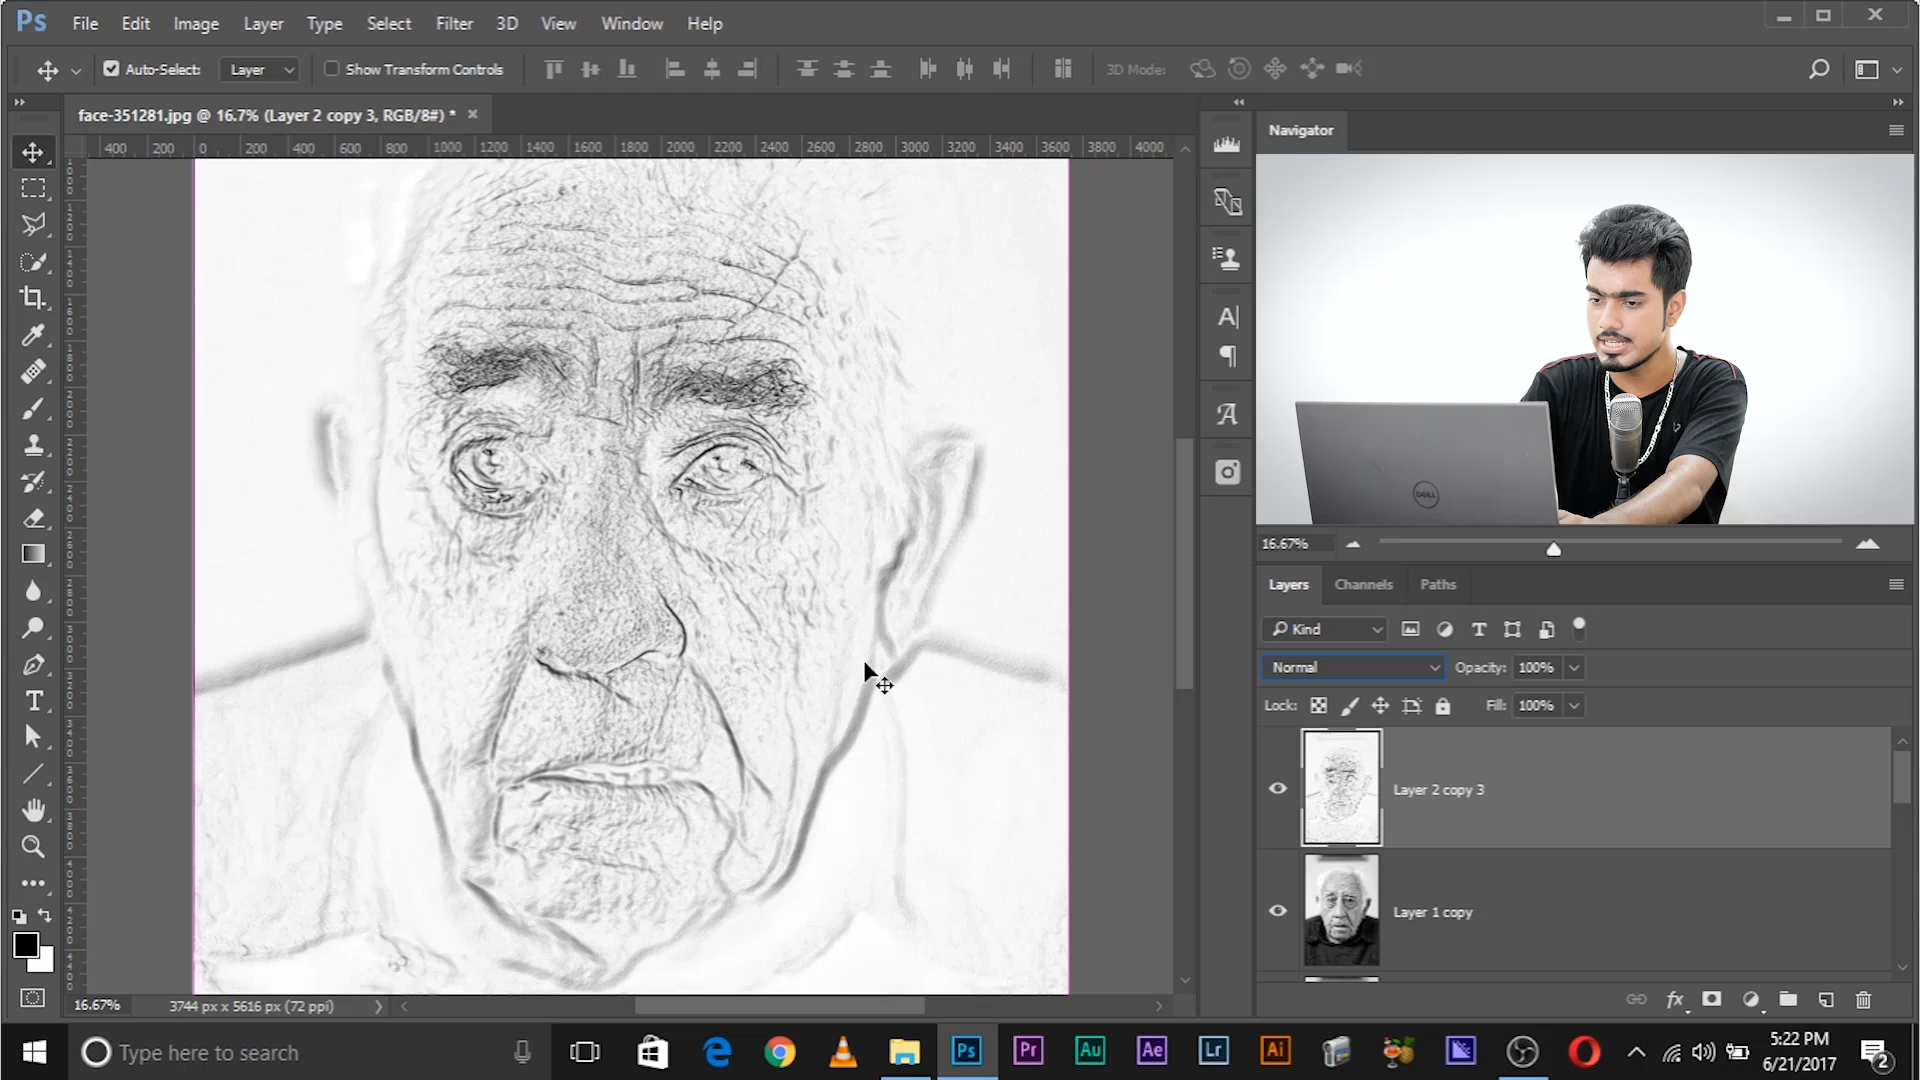 Ps File Edit Image Layer Type Select Filter 3D View Window Help
Auto-Select: Layer Show Transform Controls 3D Mode:
face-351281.jpg @ 16.7% (Layer 2 copy 3, RGB/8#) * ×
400 200 0 200 400 600 800 1000 1200 1400 1600 1800 2000 2200 2400 2600 2800 3000 3200 3400 3600 3800 4000
Navigator
DELL
16.67%
Layers Channels Paths
Kind
Normal Opacity: 100%
Lock: Fill: 100%
Layer 2 copy 3
Layer 1 copy
fx
16.67% 3744 px x 5616 px (72 ppi)
Type here to search
Ps Pr Au Ae Lr Ai
5:22 PM
6/21/2017
2